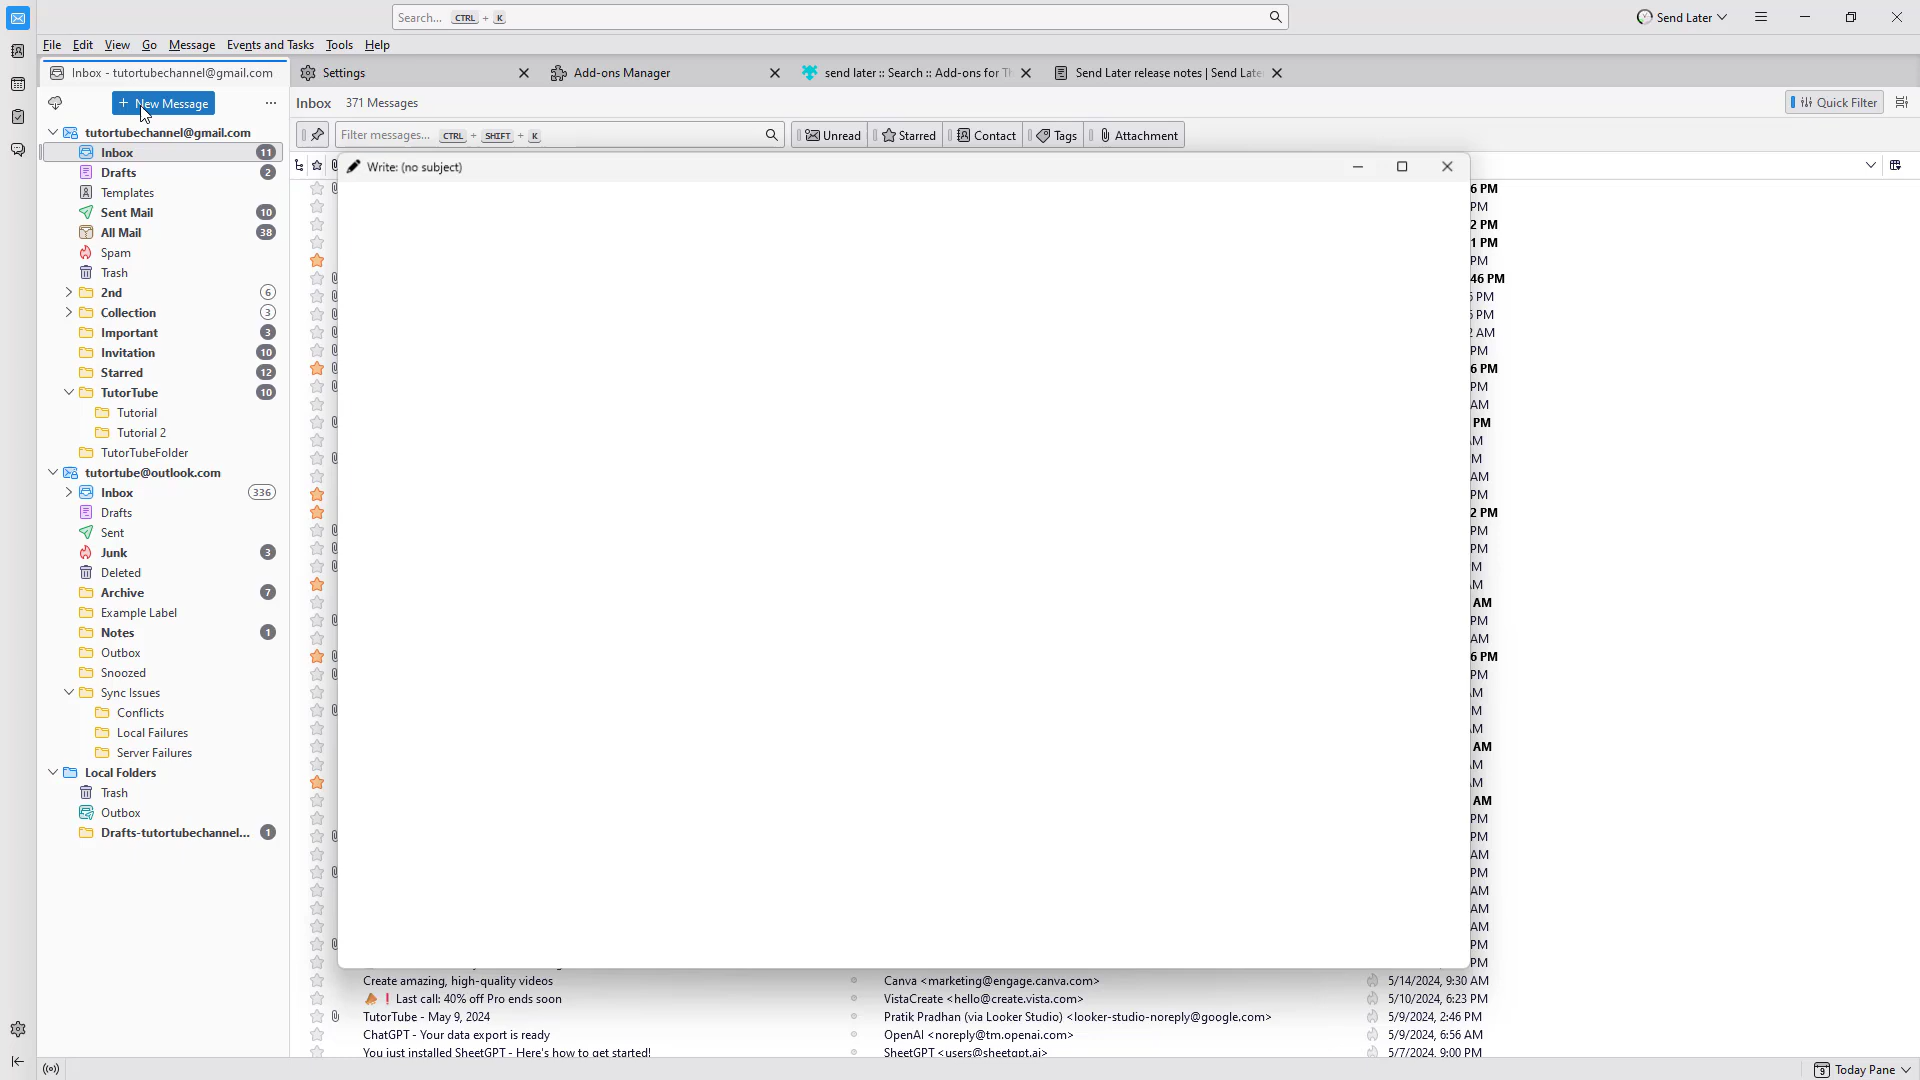 Search... CTRL + K
Send Later
File Edit View Go Message Events and Tasks Tools Help
Inbox - tutortubechannel@gmail.com
Settings
Add-ons Manager
send later :: Search :: Add-ons for
Send Later release notes | Send
New Message
Inbox 371 Messages
Quick Filter
Filter messages... CTRL + SHIFT + K
Unread Starred Contact Tags Attachment
tutortubechannel@gmail.com
Inbox 11
Drafts 2
Templates
Sent Mail 10
All Mail 38
Spam
Trash
2nd 6
Collection 3
Important 3
Invitation 10
Starred 12
TutorTube 10
Tutorial
Tutorial 2
TutorTubeFolder
tutortube@outlook.com
Inbox 336
Drafts
Sent
Junk 3
Deleted
Archive 7
Example Label
Notes 1
Outbox
Snoozed
Sync Issues
Conflicts
Local Failures
Server Failures
Local Folders
Trash
Outbox
Drafts-tutortubechannel... 1
Write: (no subject)
Create amazing, high-quality videos Canva <marketing@engage.canva.com> 5/14/2024, 9:30 AM
Last call: 40% off Pro ends soon VistaCreate <hello@create.vista.com> 5/10/2024, 6:23 PM
TutorTube - May 9, 2024 Pratik Pradhan (via Looker Studio) <looker-studio-noreply@google.com> 5/9/2024, 2:46 PM
ChatGPT - Your data export is ready OpenAI <noreply@tm.openai.com> 5/9/2024, 6:56 AM
You just installed SheetGPT - Here's how to get started! SheetGPT <users@sheetgpt.ai> 5/7/2024, 9:00 PM
Today Pane